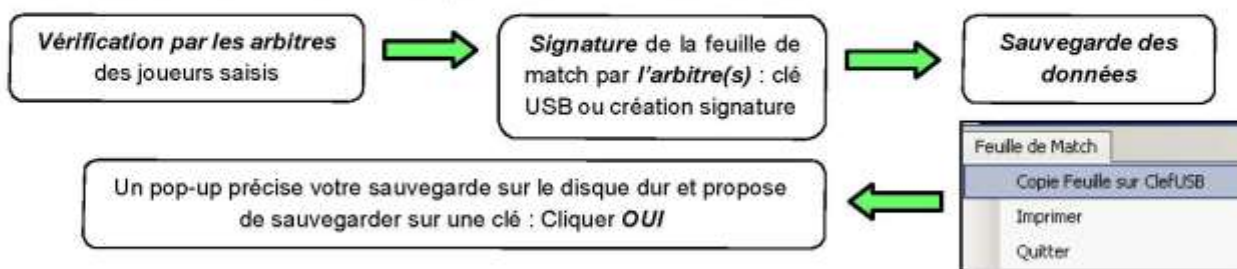 Vérification par les arbitres
des joueurs saisis
Signature de la feuille de
match par l'arbitre(s) : clé
USB ou création signature
Sauvegarde des
données
Feuille de Match
Copie Feuille sur ClefUSB
Imprimer
Quitter
Un pop-up précise votre sauvegarde sur le disque dur et propose
de sauvegarder sur une clé : Cliquer OUI